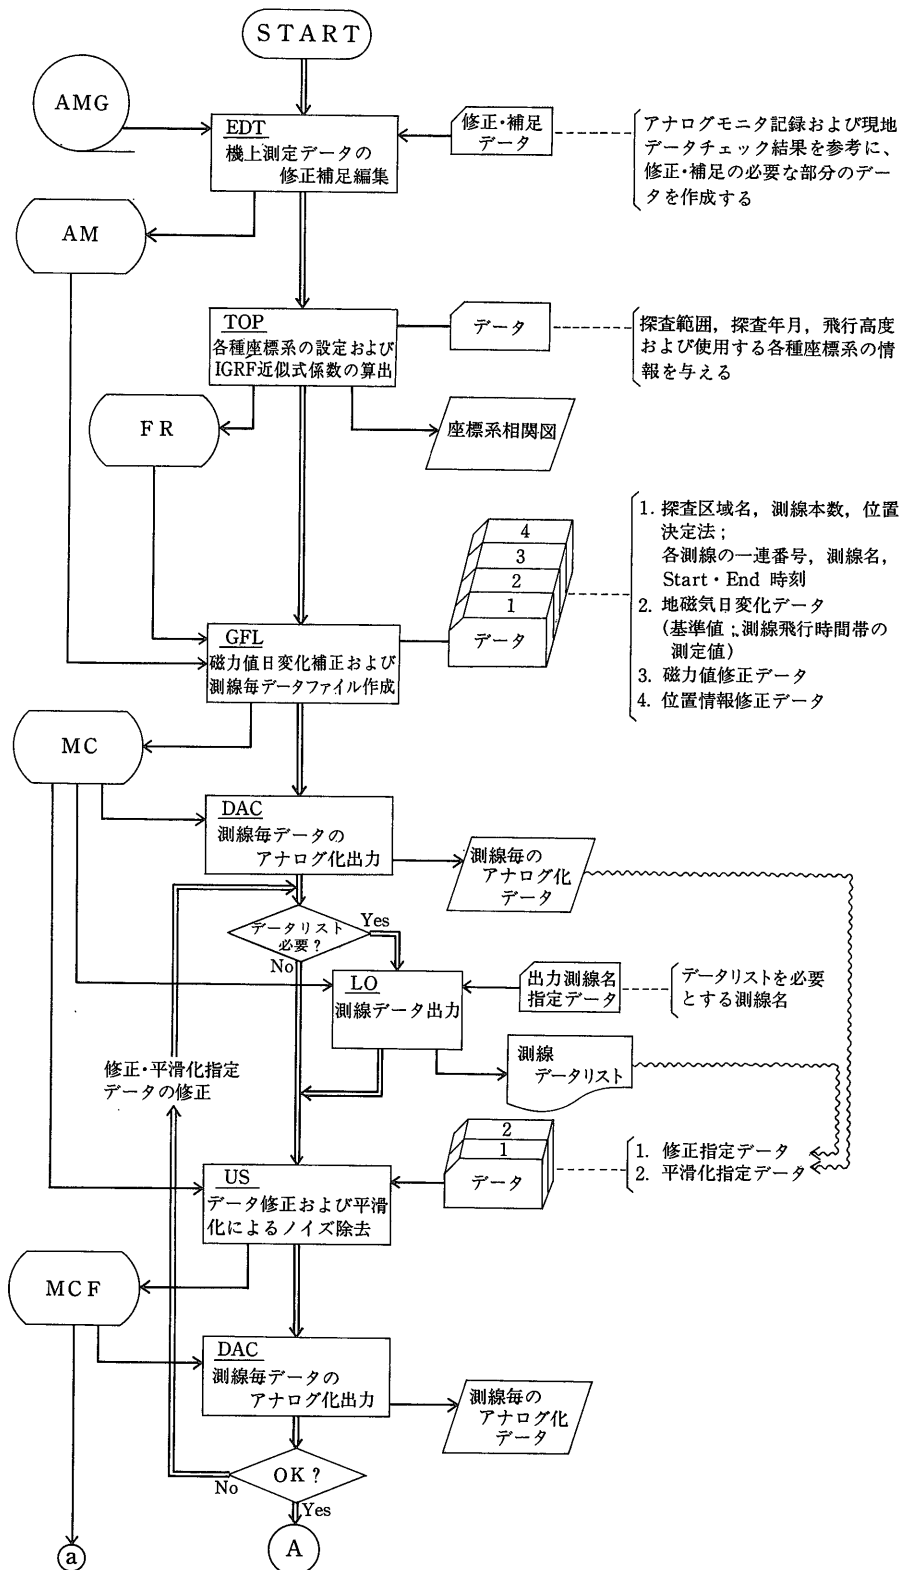 START
AMG
EDT
機上測定データの
修正補足編集
修正・補足
データ
アナログモニタ記録および現地
データチェック結果を参考に、
修正・補足の必要な部分のデー
タを作成する
AM
TOP
各種座標系の設定および
IGRF近似式係数の算出
データ
探査範囲，探査年月，飛行高度
および使用する各種座標系の情
報を与える
FR
座標系相関図
4
3
2
1
データ
1. 探査区域名，測線本数，位置
決定法；
各測線の一連番号，測線名，
Start・End 時刻
2. 地磁気日変化データ
(基準値；測線飛行時間帯の
測定値)
3. 磁力値修正データ
4. 位置情報修正データ
GFL
磁力値日変化補正および
測線毎データファイル作成
MC
DAC
測線毎データの
アナログ化出力
測線毎の
アナログ化
データ
データリスト
必要？
Yes
No
LO
測線データ出力
出力測線名
指定データ
データリストを必要
とする測線名
測線
データリスト
修正・平滑化指定
データの修正
2
1
データ
1. 修正指定データ
2. 平滑化指定データ
US
データ修正および平滑
化によるノイズ除去
MCF
DAC
測線毎データの
アナログ化出力
測線毎の
アナログ化
データ
OK？
No
Yes
a
A